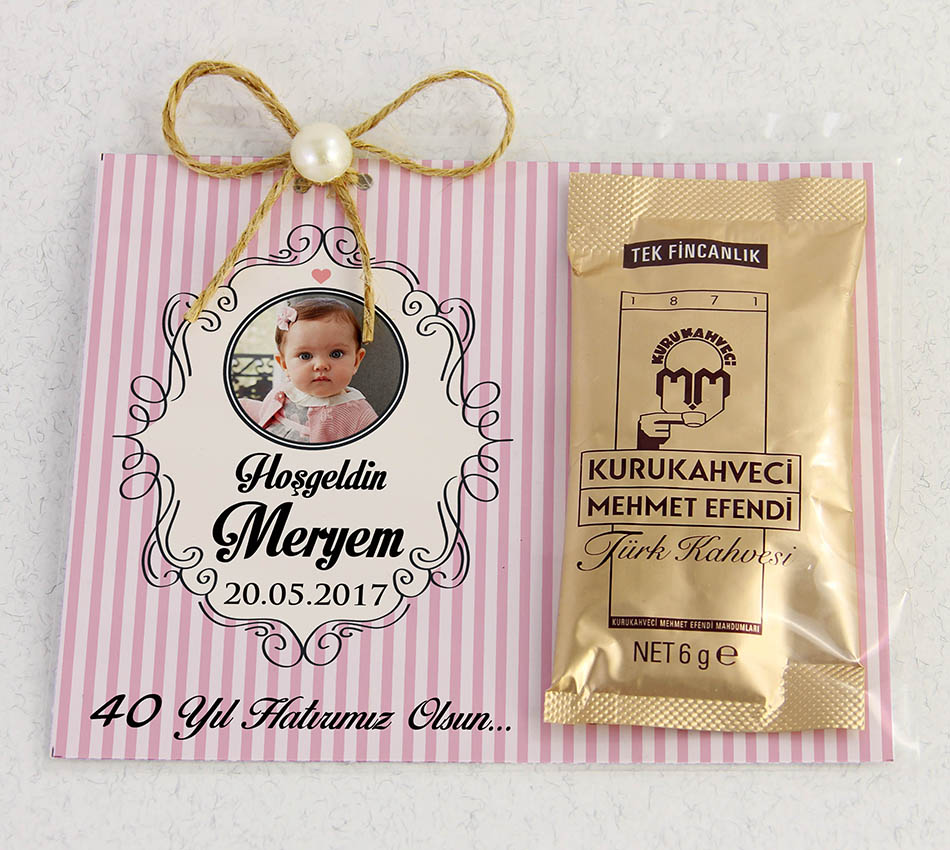 Hoşgeldin
Meryem
20.05.2017
40 Yıl Hatırımız Olsun...
TEK FİNCANLIK
1871
KURUKAHVECİ
MM
KURUKAHVECİ
MEHMET EFENDİ
Türk Kahvesi
KURUKAHVECİ MEHMET EFENDİ MAHDUMLARI
NET 6 g ℮